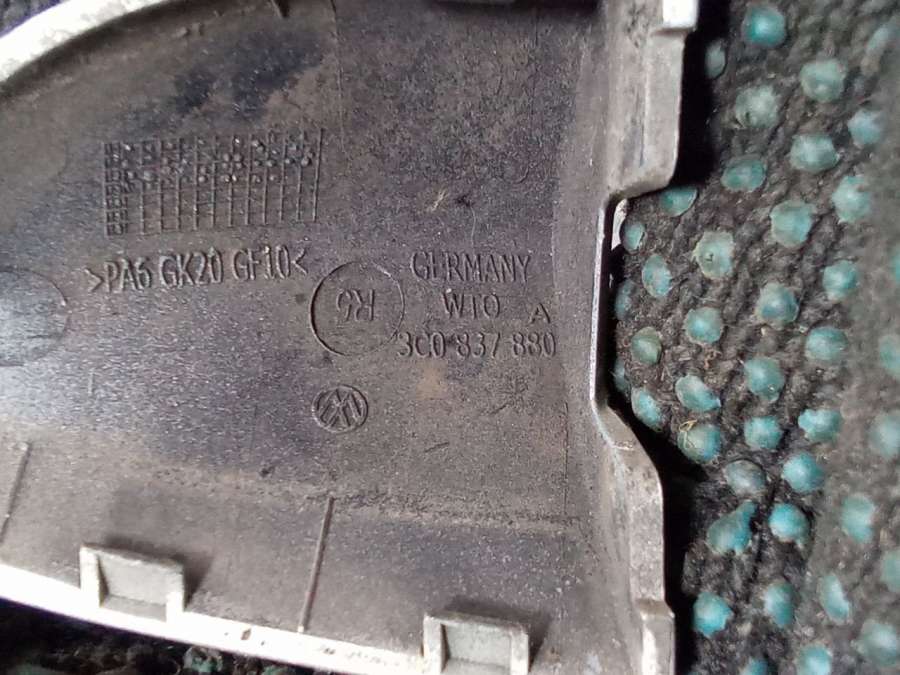 >PA6 GK20 GF10<
GERMANY
WTO A
3C0 837 880